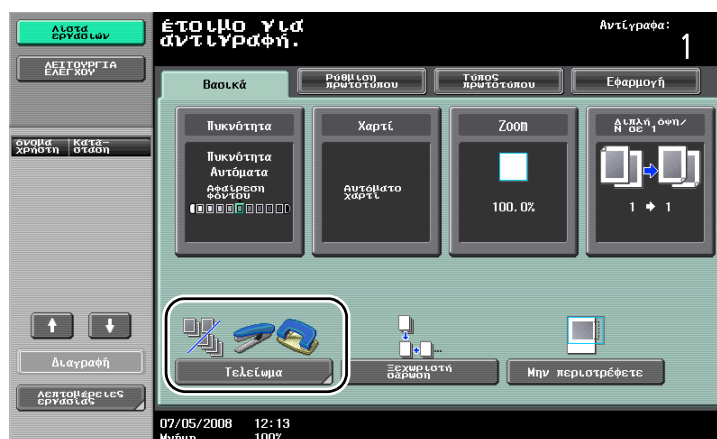 Λίστα
εργασιών
έτοιμο για
αντιγραφή.
Αντίγραφα:
1
ΛΕΙΤΟΥΡΓΙΑ
ΕΛΕΓΧΟΥ
Βασικά
Ρύθμιση
πρωτοτύπου
Τύπος
πρωτοτύπου
Εφαρμογή
όνομα
χρήστη
Κατά-
σταση
Πυκνότητα
Πυκνότητα
Αυτόματα
Αφαίρεση
φόντου
Χαρτί
Αυτόματο
χαρτί
Zoom
100.0%
Διπλή όψη/
Ν σε 1
1 → 1
Διαγραφή
Λεπτομέρειες
εργασίας
Τελείωμα
Ξεχωριστή
σάρωση
Μην περιστρέφετε
07/05/2008 12:13
Μνήμη 100%